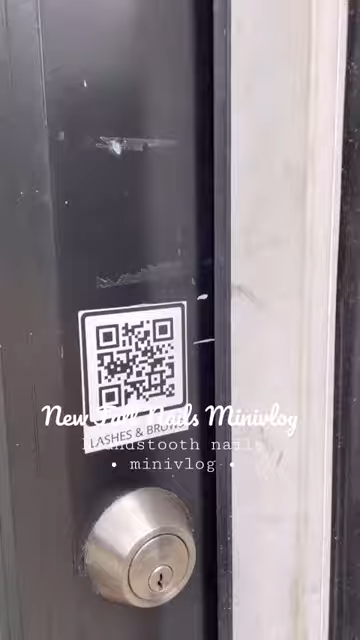 LASHES & BROWS
New Fall Nails Minivlog
houndstooth nails
• minivlog •